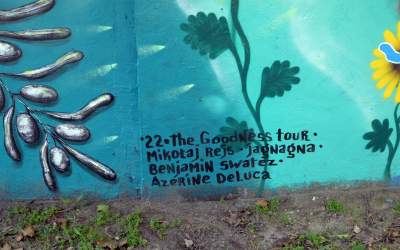 ·22·The Goodness tour·
Mikołaj Rejs· Jagnagna·
Benjamin Swatez·
Azerine DeLuca